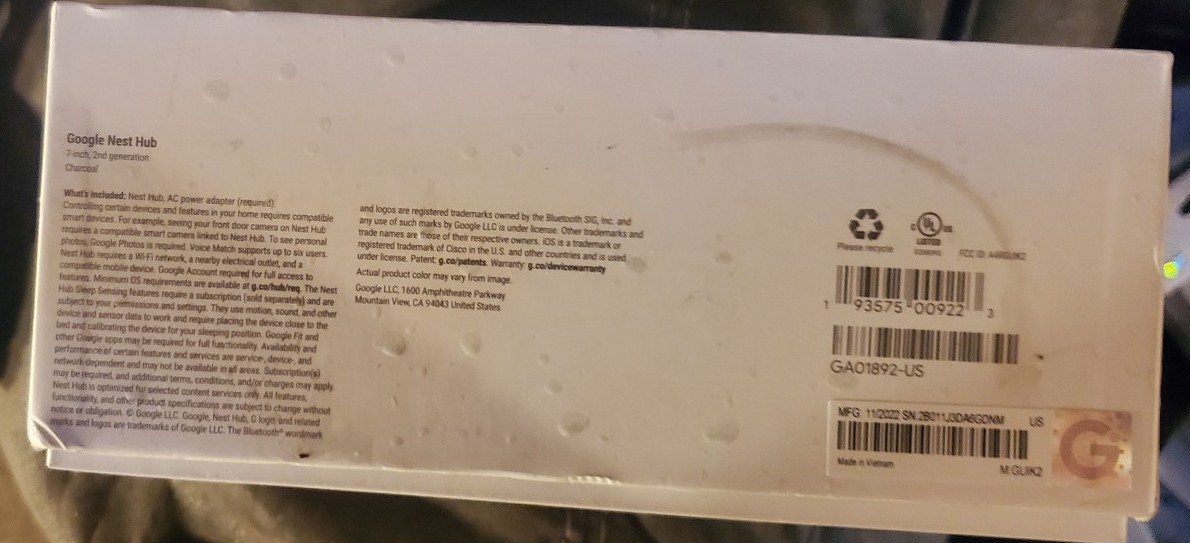 Google Nest Hub
7-inch, 2nd generation
Charcoal
What's included: Nest Hub, AC power adapter (required).
Controlling certain devices and features in your home requires compatible
smart devices. For example, seeing your front door camera on Nest Hub
requires a compatible smart camera linked to Nest Hub. To see personal
photos, Google Photos is required. Voice Match supports up to six users.
Nest Hub requires a Wi-Fi network, a nearby electrical outlet, and a
compatible mobile device. Google Account required for full access to
features. Minimum OS requirements are available at g.co/hub/req. The Nest
Hub Sleep Sensing features require a subscription (sold separately) and are
subject to your permissions and settings. They use motion, sound, and other
device and sensor data to work and require placing the device close to the
bed and calibrating the device for your sleeping position. Google Fit and
other Google apps may be required for full functionality. Availability and
performance of certain features and services are service-, device-, and
network-dependent and may not be available in all areas. Subscription(s)
may be required, and additional terms, conditions, and/or charges may apply.
Nest Hub is optimized for selected content services only. All features,
functionality, and other product specifications are subject to change without
notice or obligation. © Google LLC. Google, Nest Hub, G logo, and related
marks and logos are trademarks of Google LLC. The Bluetooth® wordmark
and logos are registered trademarks owned by the Bluetooth SIG, Inc. and
any use of such marks by Google LLC is under license. Other trademarks and
trade names are those of their respective owners. iOS is a trademark or
registered trademark of Cisco in the U.S. and other countries and is used
under license. Patent: g.co/patents. Warranty: g.co/devicewarranty
Actual product color may vary from image.
Google LLC, 1600 Amphitheatre Parkway
Mountain View, CA 94043 United States
UL
LISTED
Please recycle
FCC ID:
1 93575-00922 3
GA01892-US
MFG: 11/2022 SN:2B011J3DA6GDNM US
Made in Vietnam M:GUIK2
G